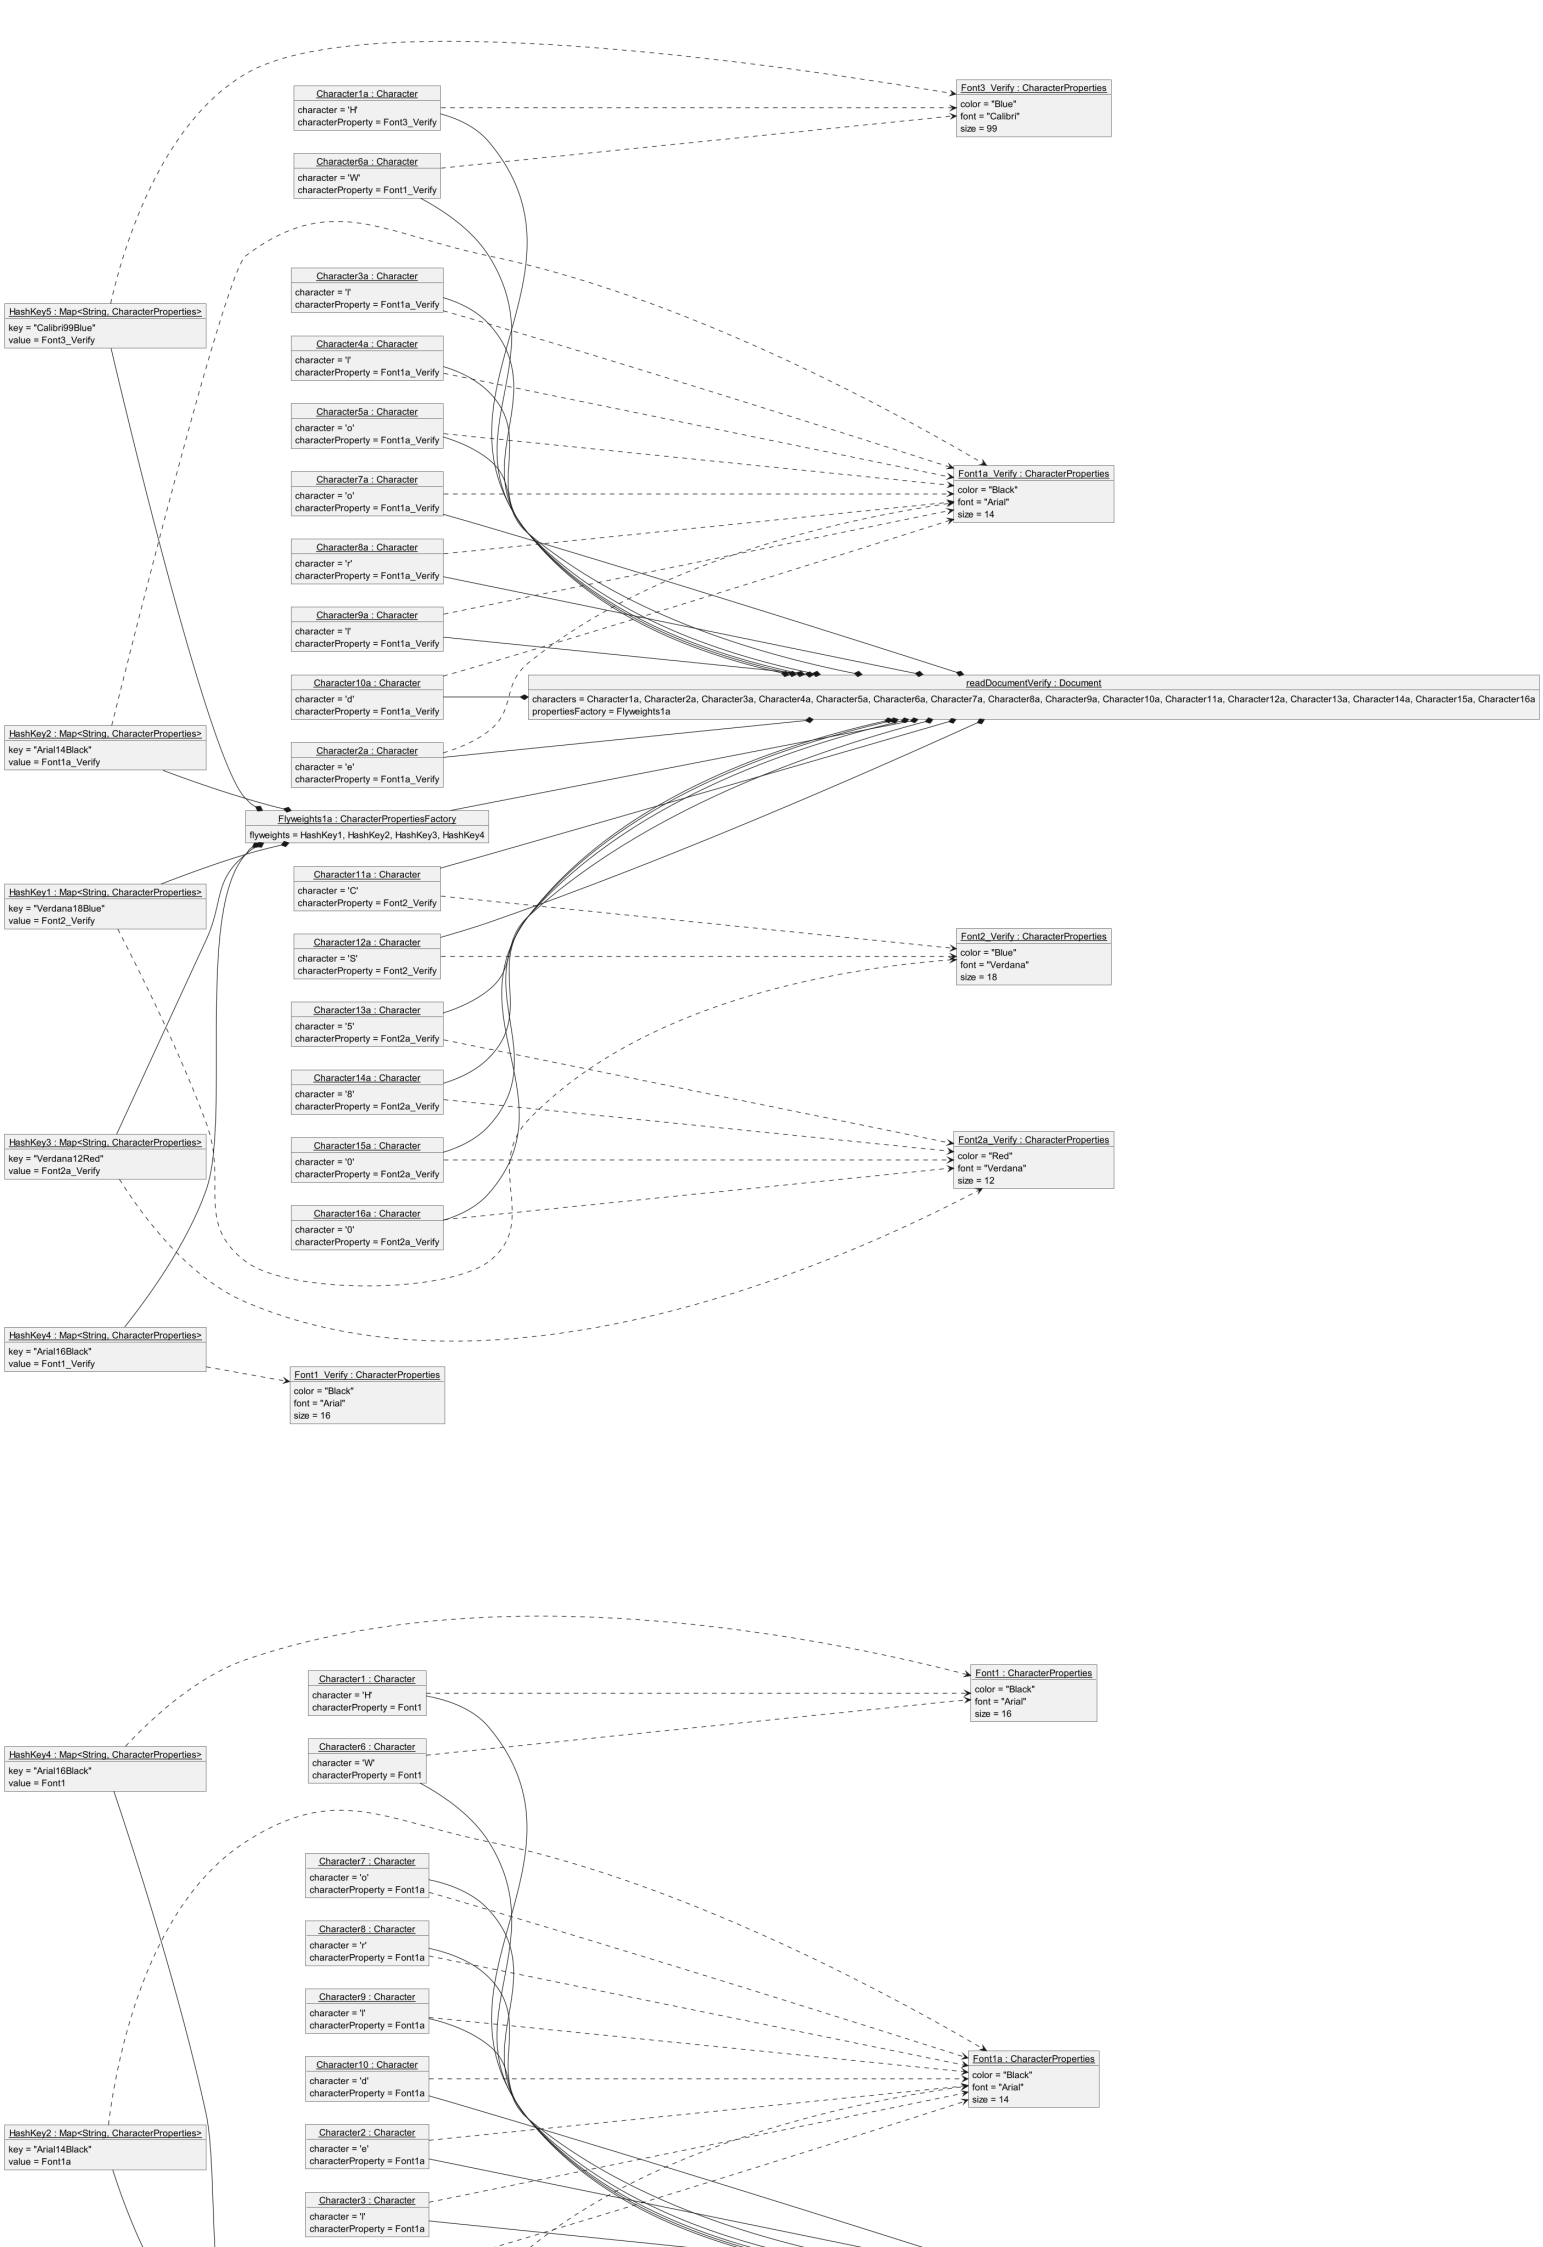 Font3_Verify : CharacterProperties
color = "Blue"
font = "Calibri"
size = 99
Character1a : Character
character = 'H'
characterProperty = Font3_Verify
Character6a : Character
character = 'W'
characterProperty = Font1_Verify
Character3a : Character
character = 'l'
characterProperty = Font1a_Verify
HashKey5 : Map<String, CharacterProperties>
key = "Calibri99Blue"
value = Font3_Verify
Character4a : Character
character = 'l'
characterProperty = Font1a_Verify
Character5a : Character
character = 'o'
characterProperty = Font1a_Verify
Character7a : Character
character = 'o'
characterProperty = Font1a_Verify
Font1a_Verify : CharacterProperties
color = "Black"
font = "Arial"
size = 14
Character8a : Character
character = 'r'
characterProperty = Font1a_Verify
Character9a : Character
character = 'l'
characterProperty = Font1a_Verify
Character10a : Character
character = 'd'
characterProperty = Font1a_Verify
readDocumentVerify : Document
characters = Character1a, Character2a, Character3a, Character4a, Character5a, Character6a, Character7a, Character8a, Character9a, Character10a, Character11a, Character12a, Character13a, Character14a, Character15a, Character16a
propertiesFactory = Flyweights1a
HashKey2 : Map<String, CharacterProperties>
key = "Arial14Black"
value = Font1a_Verify
Character2a : Character
character = 'e'
characterProperty = Font1a_Verify
Flyweights1a : CharacterPropertiesFactory
flyweights = HashKey1, HashKey2, HashKey3, HashKey4
HashKey1 : Map<String, CharacterProperties>
key = "Verdana18Blue"
value = Font2_Verify
Character11a : Character
character = 'C'
characterProperty = Font2_Verify
Character12a : Character
character = 'S'
characterProperty = Font2_Verify
Font2_Verify : CharacterProperties
color = "Blue"
font = "Verdana"
size = 18
Character13a : Character
character = '5'
characterProperty = Font2a_Verify
Character14a : Character
character = '8'
characterProperty = Font2a_Verify
HashKey3 : Map<String, CharacterProperties>
key = "Verdana12Red"
value = Font2a_Verify
Character15a : Character
character = '0'
characterProperty = Font2a_Verify
Font2a_Verify : CharacterProperties
color = "Red"
font = "Verdana"
size = 12
Character16a : Character
character = '0'
characterProperty = Font2a_Verify
HashKey4 : Map<String, CharacterProperties>
key = "Arial16Black"
value = Font1_Verify
Font1_Verify : CharacterProperties
color = "Black"
font = "Arial"
size = 16
Character1 : Character
character = 'H'
characterProperty = Font1
Font1 : CharacterProperties
color = "Black"
font = "Arial"
size = 16
Character6 : Character
character = 'W'
characterProperty = Font1
HashKey4 : Map<String, CharacterProperties>
key = "Arial16Black"
value = Font1
Character7 : Character
character = 'o'
characterProperty = Font1a
Character8 : Character
character = 'r'
characterProperty = Font1a
Character9 : Character
character = 'l'
characterProperty = Font1a
Character10 : Character
character = 'd'
characterProperty = Font1a
Font1a : CharacterProperties
color = "Black"
font = "Arial"
size = 14
HashKey2 : Map<String, CharacterProperties>
key = "Arial14Black"
value = Font1a
Character2 : Character
character = 'e'
characterProperty = Font1a
Character3 : Character
character = 'l'
characterProperty = Font1a